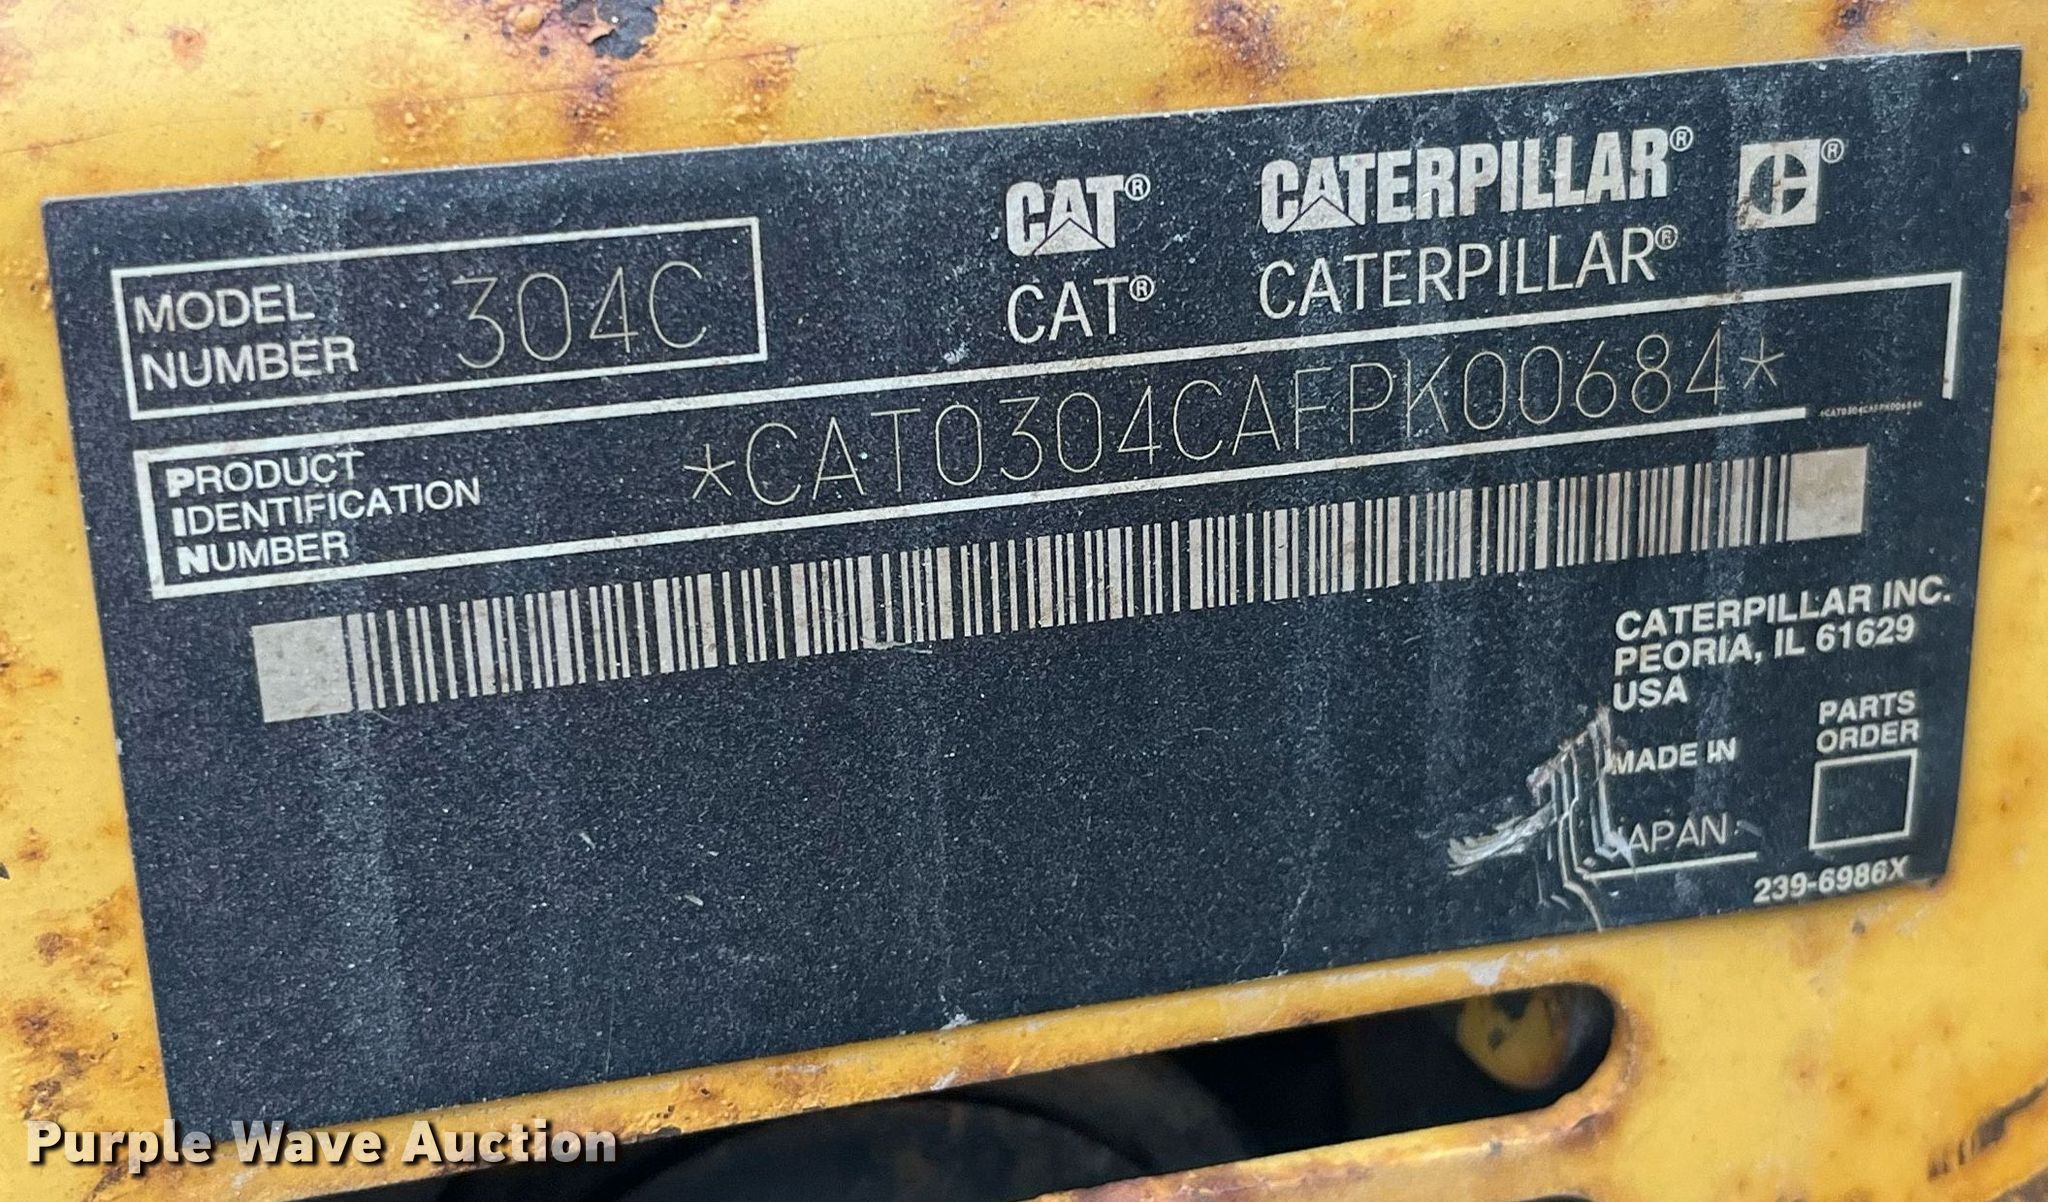 MODEL NUMBER 304C
CAT® CATERPILLAR® ®
CAT® CATERPILLAR®
PRODUCT
IDENTIFICATION
NUMBER
*CAT0304CAFPK00684*
*CAT0304CAFPK00684*
CATERPILLAR INC.
PEORIA, IL 61629
USA
MADE IN
JAPAN
PARTS
ORDER
239-6986X
Purple Wave Auction